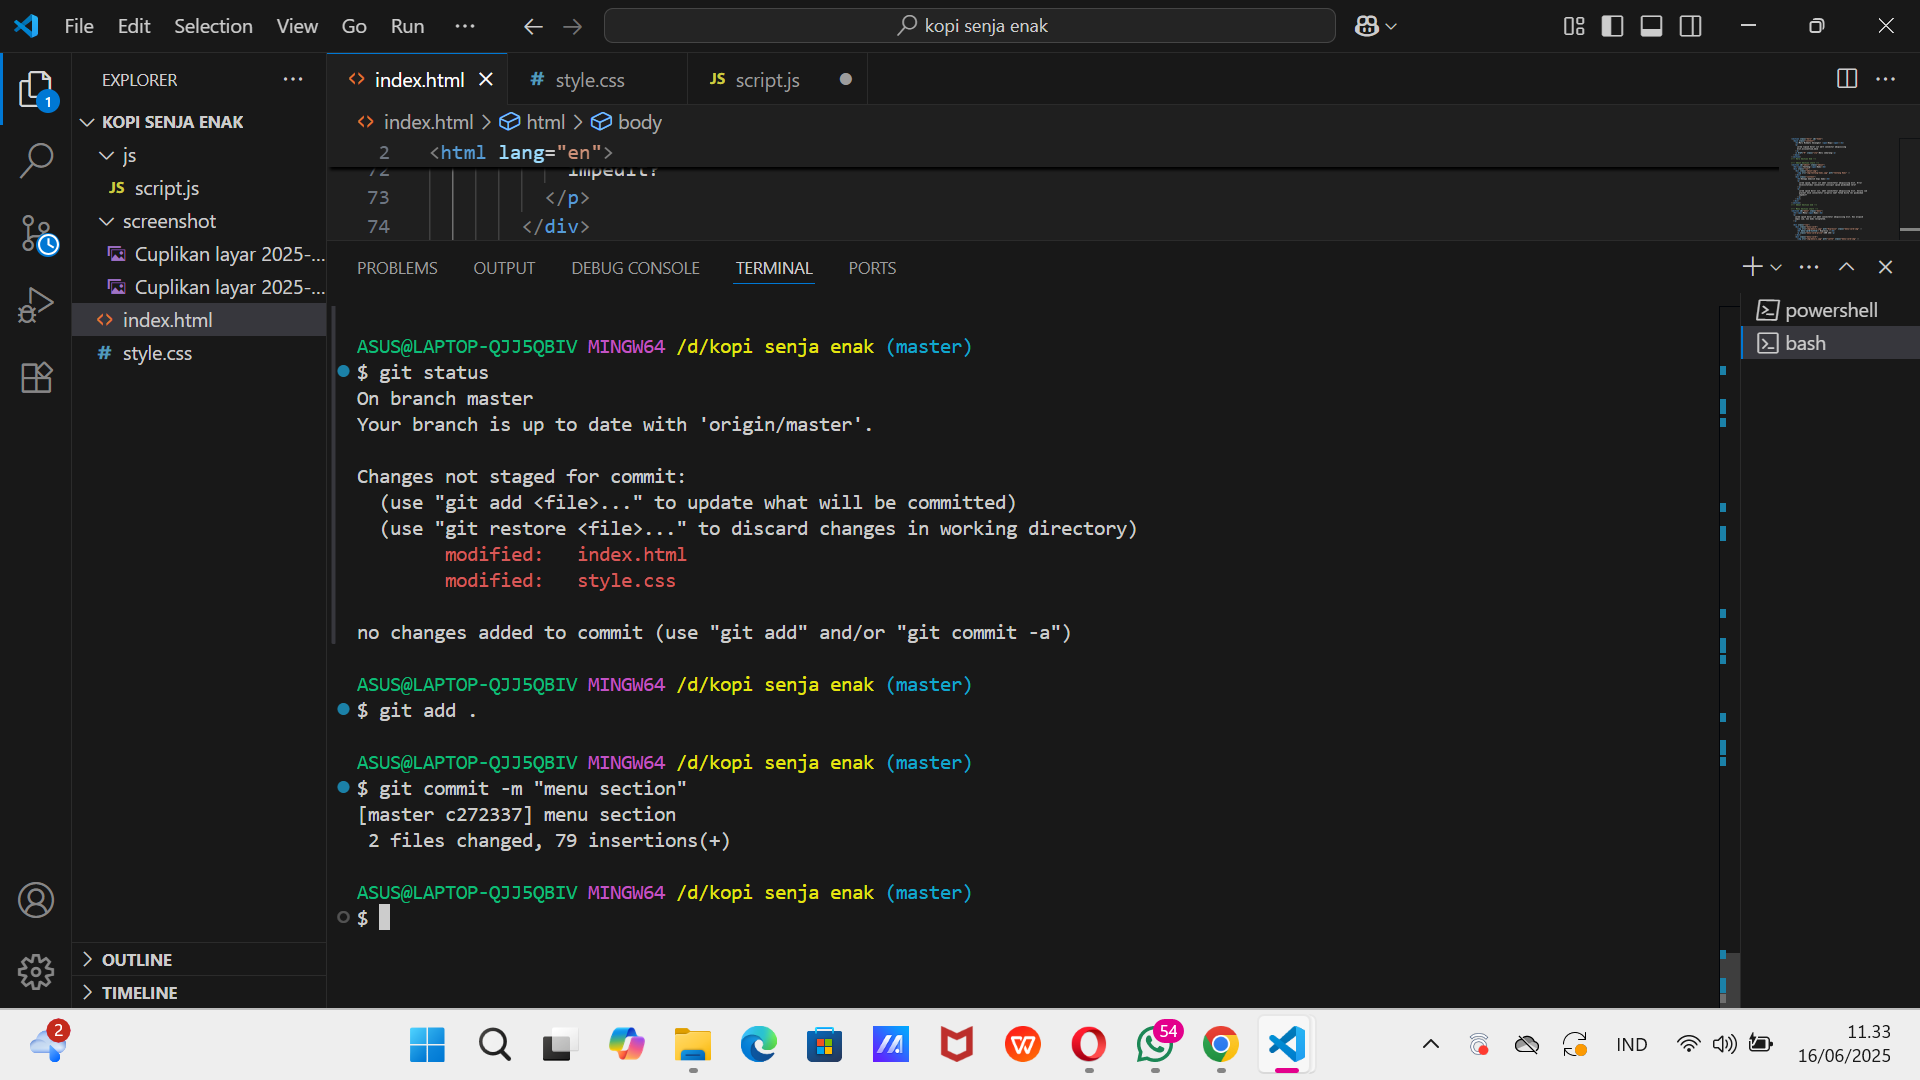 File Edit Selection View Go Run
kopi senja enak
EXPLORER
1
KOPI SENJA ENAK
js
JS script.js
screenshot
Cuplikan layar 2025-...
Cuplikan layar 2025-...
<> index.html
# style.css
OUTLINE
TIMELINE
<> index.html
# style.css
JS script.js
<> index.html > html > body
2 <html lang="en">
72 impedit?
73 </p>
74 </div>
PROBLEMS OUTPUT DEBUG CONSOLE TERMINAL PORTS
powershell
bash
ASUS@LAPTOP-QJJ5QBIV MINGW64 /d/kopi senja enak (master)
$ git status
On branch master
Your branch is up to date with 'origin/master'.
Changes not staged for commit:
(use "git add <file>..." to update what will be committed)
(use "git restore <file>..." to discard changes in working directory)
modified: index.html
modified: style.css
no changes added to commit (use "git add" and/or "git commit -a")
ASUS@LAPTOP-QJJ5QBIV MINGW64 /d/kopi senja enak (master)
$ git add .
ASUS@LAPTOP-QJJ5QBIV MINGW64 /d/kopi senja enak (master)
$ git commit -m "menu section"
[master c272337] menu section
2 files changed, 79 insertions(+)
ASUS@LAPTOP-QJJ5QBIV MINGW64 /d/kopi senja enak (master)
$
2
54
IND
11.33
16/06/2025